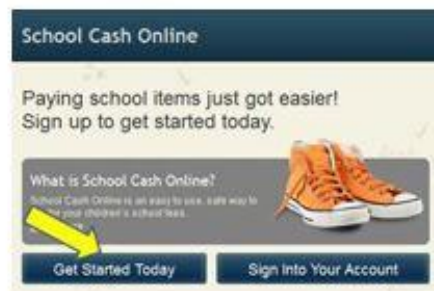 School Cash Online
Paying school items just got easier!
Sign up to get started today.
What is School Cash Online?
School Cash Online is an easy to use, safe way to
for your children's school fees.
Get Started Today
Sign Into Your Account